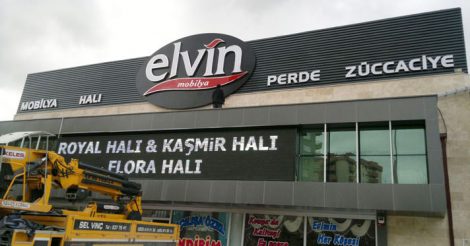 elvin
mobilya
MOBİLYA HALI
PERDE ZÜCCACİYE
ROYAL HALI & KAŞMİR HALI
FLORA HALI
BEL VİNÇ